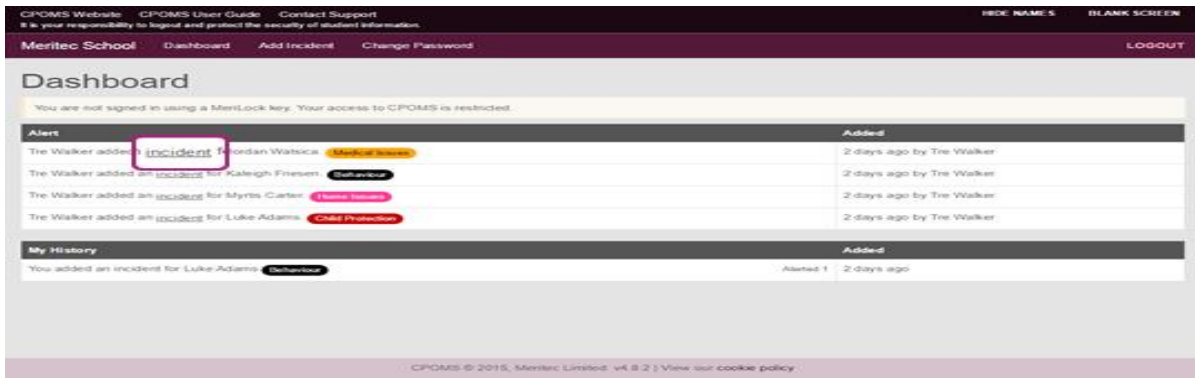 CPOMS Website CPOMS User Guide Contact Support HIDE NAMES BLANK SCREEN
It is your responsibility to logout and protect the security of student information.
Meritec School Dashboard Add Incident Change Password LOGOUT
Dashboard
You are not signed in using a MeriLock key. Your access to CPOMS is restricted.
Alert Added
Tre Walker added incident Jordan Watsica. Medical Issues 2 days ago by Tre Walker
Tre Walker added an incident for Kaleigh Friesen. Behaviour 2 days ago by Tre Walker
Tre Walker added an incident for Myrtis Carter. Home Issues 2 days ago by Tre Walker
Tre Walker added an incident for Luke Adams. Child Protection 2 days ago by Tre Walker
My History Added
You added an incident for Luke Adams Behaviour Alerted 1 2 days ago
CPOMS © 2015, Meritec Limited. v4.8.2 | View our cookie policy